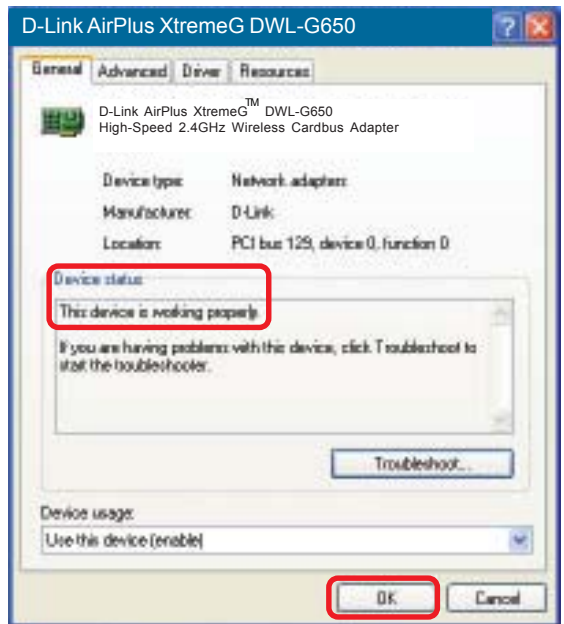 D-Link AirPlus XtremeG DWL-G650
General Advanced Driver Resources
D-Link AirPlus XtremeG™ DWL-G650
High-Speed 2.4GHz Wireless Cardbus Adapter
Device type: Network adapters
Manufacturer: D-Link
Location: PCI bus 129, device 0, function 0
Device status
This device is working properly.
If you are having problems with this device, click Troubleshoot to
start the troubleshooter.
Troubleshoot...
Device usage:
Use this device (enable)
OK Cancel